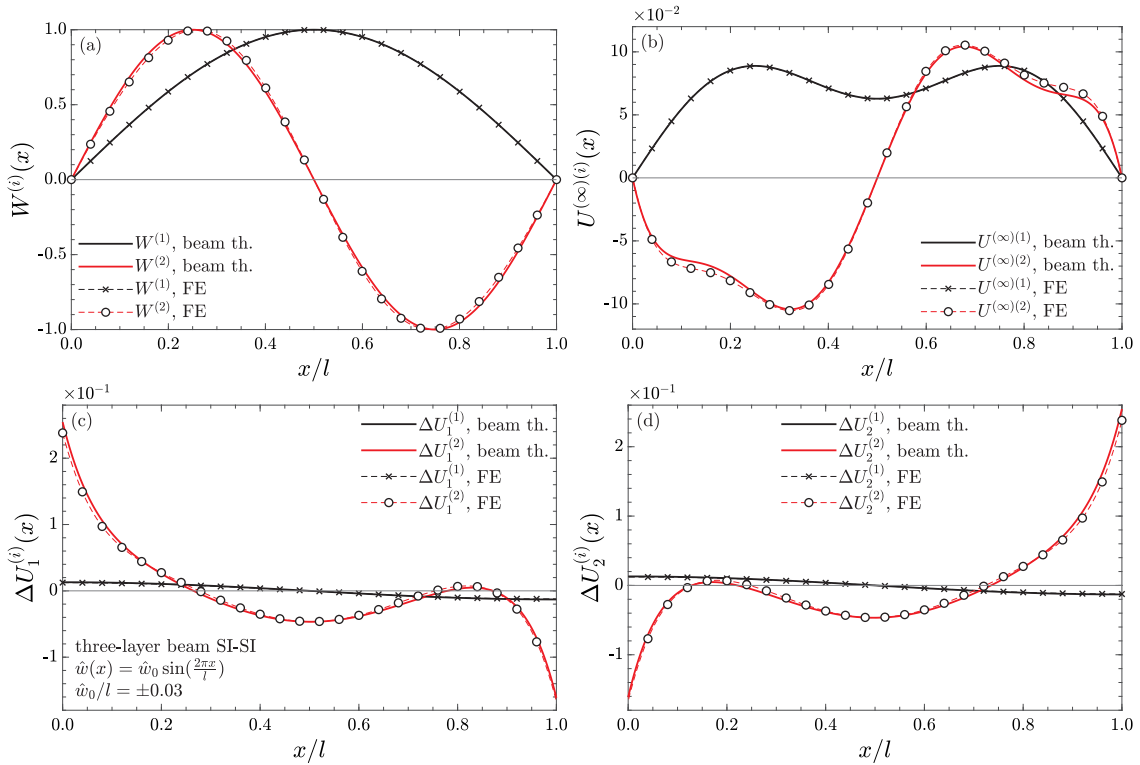 (a)
1.0
0.5
0.0
-0.5
-1.0
W^{(i)}(x)
W^{(1)}, beam th.
W^{(2)}, beam th.
W^{(1)}, FE
W^{(2)}, FE
0.0 0.2 0.4 0.6 0.8 1.0
x/l
×10^{-2}
(b)
10
5
0
-5
-10
U^{(∞)(i)}(x)
U^{(∞)(1)}, beam th.
U^{(∞)(2)}, beam th.
U^{(∞)(1)}, FE
U^{(∞)(2)}, FE
0.0 0.2 0.4 0.6 0.8 1.0
x/l
×10^{-1}
(c)
2
1
0
-1
ΔU_1^{(i)}(x)
ΔU_1^{(1)}, beam th.
ΔU_1^{(2)}, beam th.
ΔU_1^{(1)}, FE
ΔU_1^{(2)}, FE
three-layer beam SI-SI
ŵ(x) = ŵ_0 sin(\frac{2πx}{l})
ŵ_0/l = ±0.03
0.0 0.2 0.4 0.6 0.8 1.0
x/l
×10^{-1}
(d)
2
1
0
-1
ΔU_2^{(i)}(x)
ΔU_2^{(1)}, beam th.
ΔU_2^{(2)}, beam th.
ΔU_2^{(1)}, FE
ΔU_2^{(2)}, FE
0.0 0.2 0.4 0.6 0.8 1.0
x/l